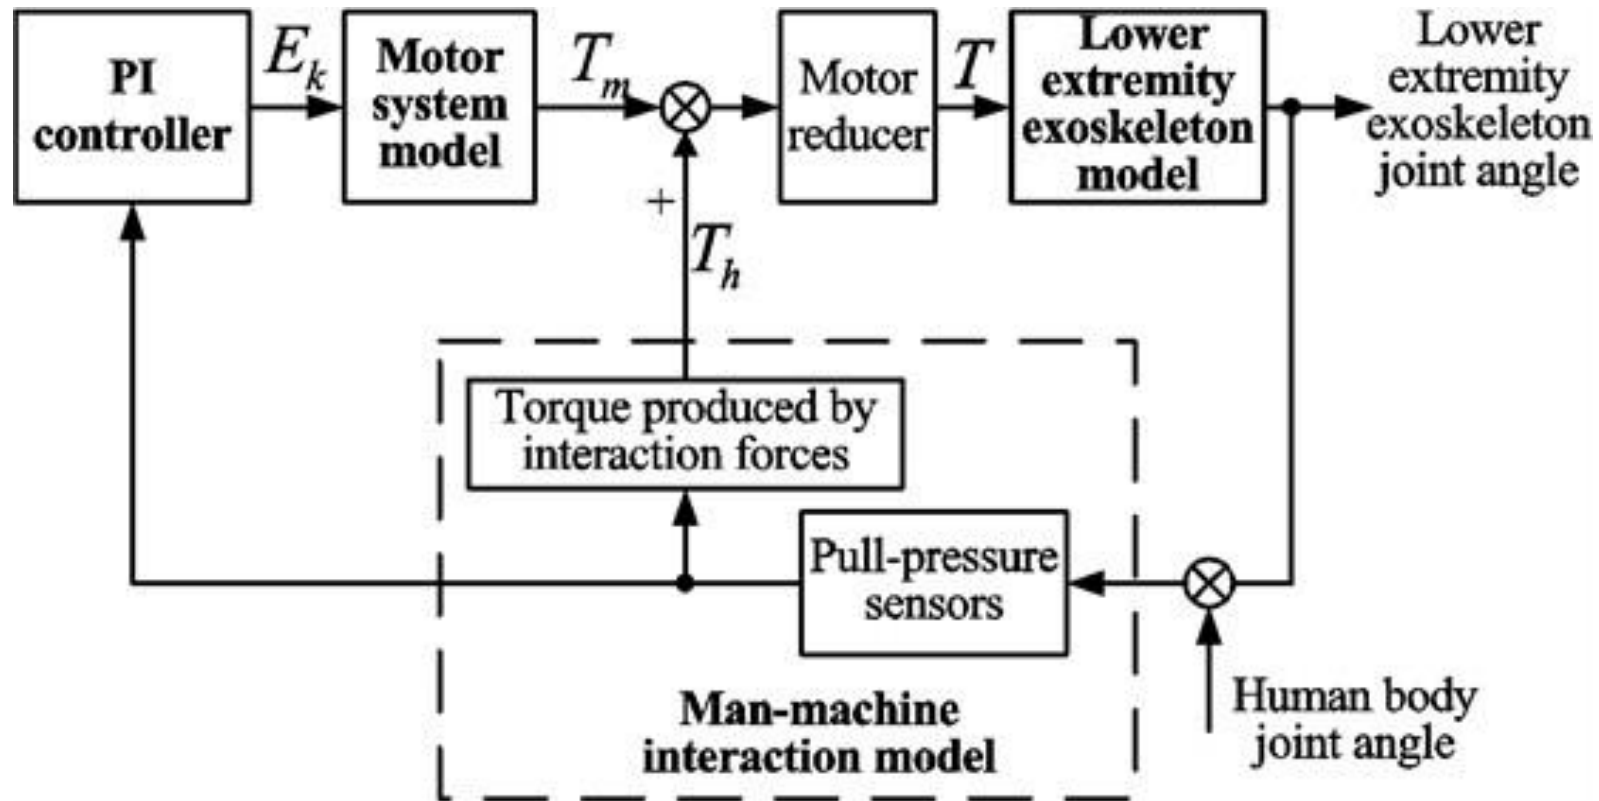 PI
controller
E_k
Motor
system
model
T_m
Motor
reducer
T
Lower
extremity
exoskeleton
model
Lower
extremity
exoskeleton
joint angle
+
T_h
Torque produced by
interaction forces
Pull-pressure
sensors
Man-machine
interaction model
Human body
joint angle